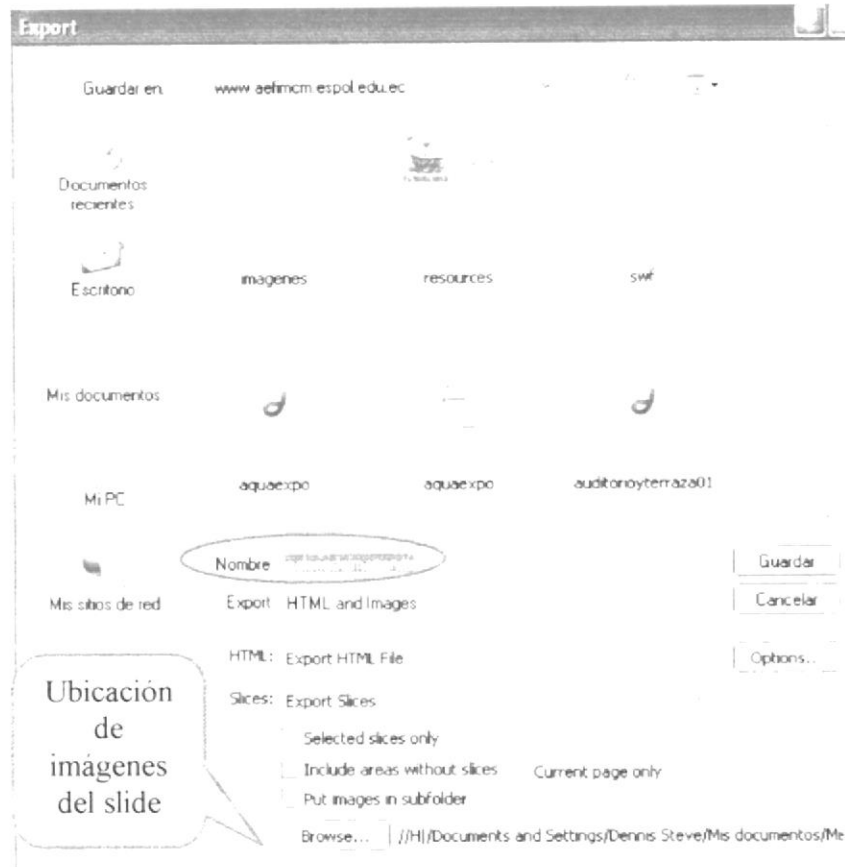 Export
Guardar en
www aefimcm espol edu.ec
Documentos
recientes
Escritorio
imagenes
resources
swf
Mis documentos
aquaexpo
aquaexpo
auditorioyterraza01
Mi PC
Nombre
Guardar
Mis sitios de red
Export
HTML and Images
Cancelar
HTML:
Export HTML File
Options...
Slices:
Export Slices
Selected slices only
Include areas without slices
Current page only
Put images in subfolder
Browse...
//H|/Documents and Settings/Dennis Steve/Mis documentos/Me
Ubicación
de
imágenes
del slide